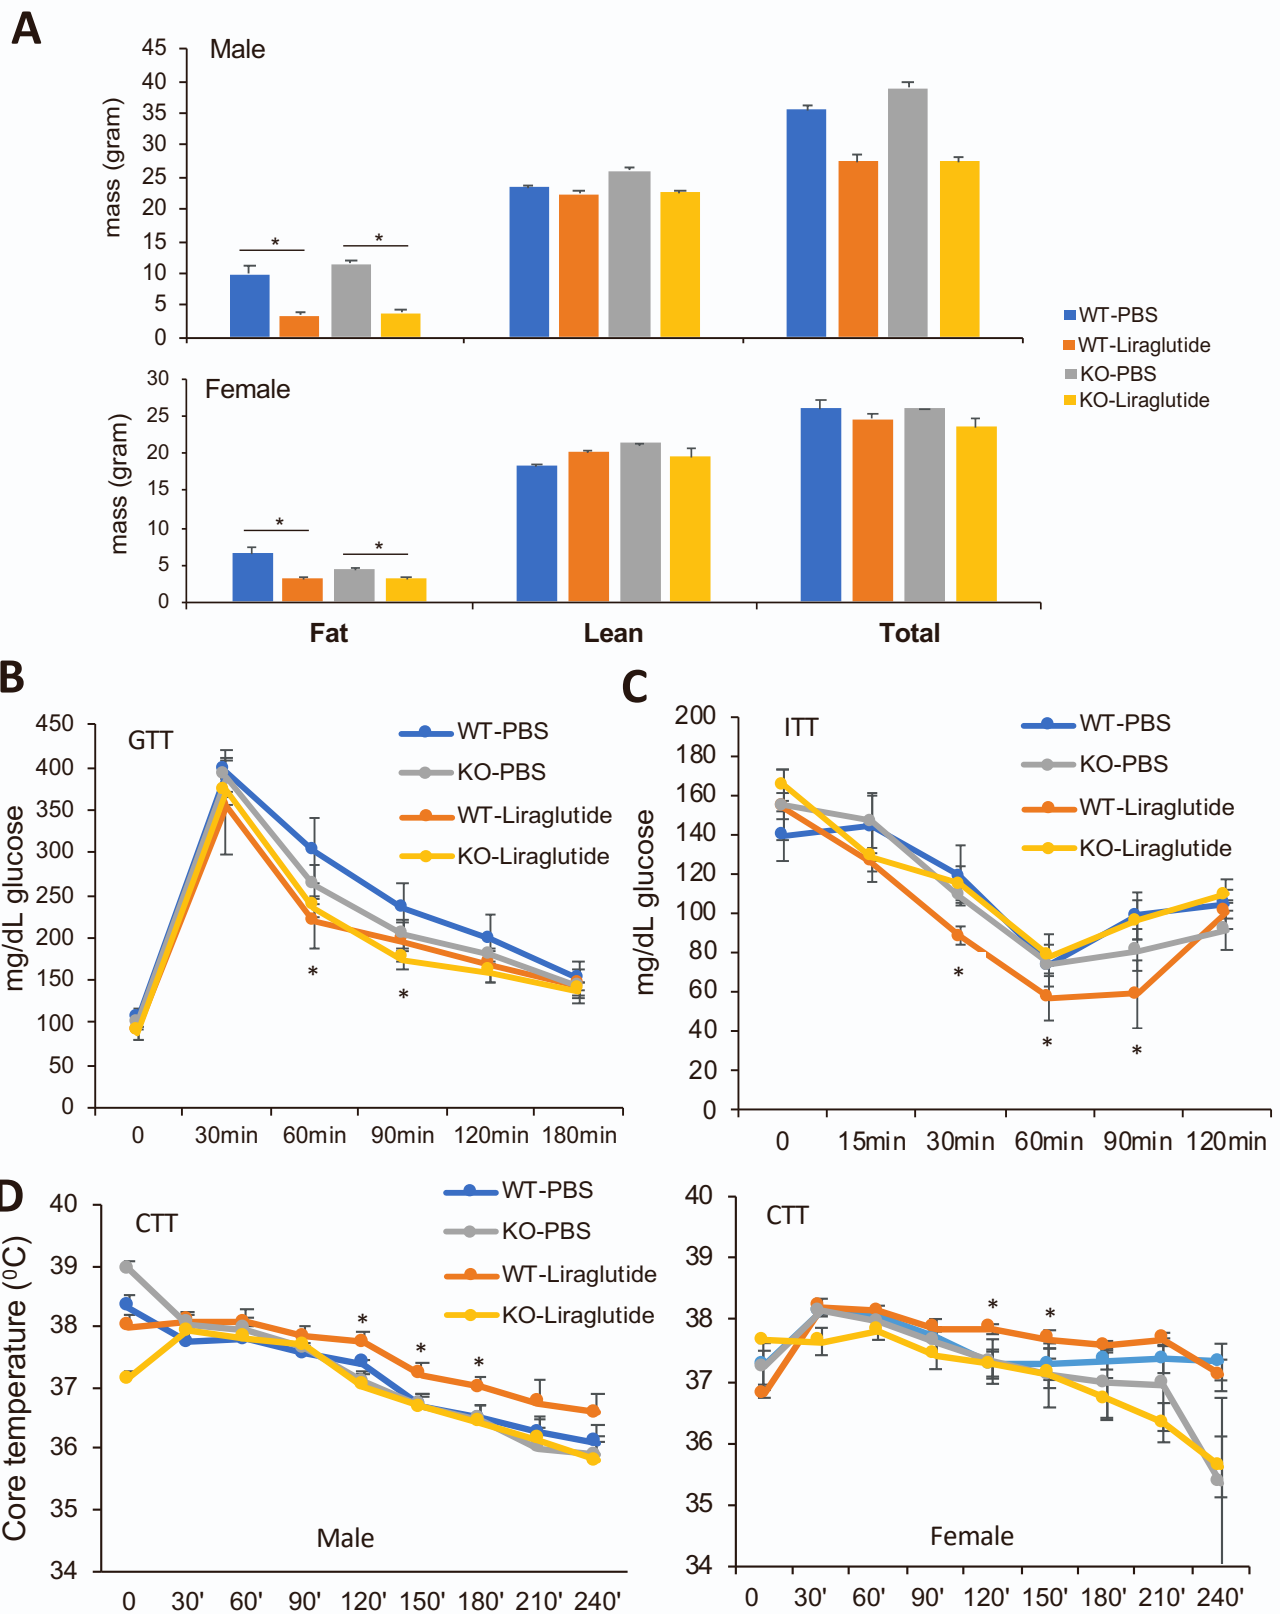 A
Male
mass (gram)
45
40
35
30
25
20
15
10
5
0
*
*
WT-PBS
WT-Liraglutide
KO-PBS
KO-Liraglutide
Female
mass (gram)
30
25
20
15
10
5
0
*
*
Fat Lean Total
B
GTT
mg/dL glucose
450
400
350
300
250
200
150
100
50
0
WT-PBS
KO-PBS
WT-Liraglutide
KO-Liraglutide
*
*
0 30min 60min 90min 120min 180min
C
ITT
mg/dL glucose
200
180
160
140
120
100
80
60
40
20
0
WT-PBS
KO-PBS
WT-Liraglutide
KO-Liraglutide
*
*
*
0 15min 30min 60min 90min 120min
D
CTT
Core temperature (⁰C)
40
39
38
37
36
35
34
WT-PBS
KO-PBS
WT-Liraglutide
KO-Liraglutide
*
*
*
Male
0 30' 60' 90' 120' 150' 180' 210' 240'
CTT
40
39
38
37
36
35
34
*
*
Female
0 30' 60' 90' 120' 150' 180' 210' 240'